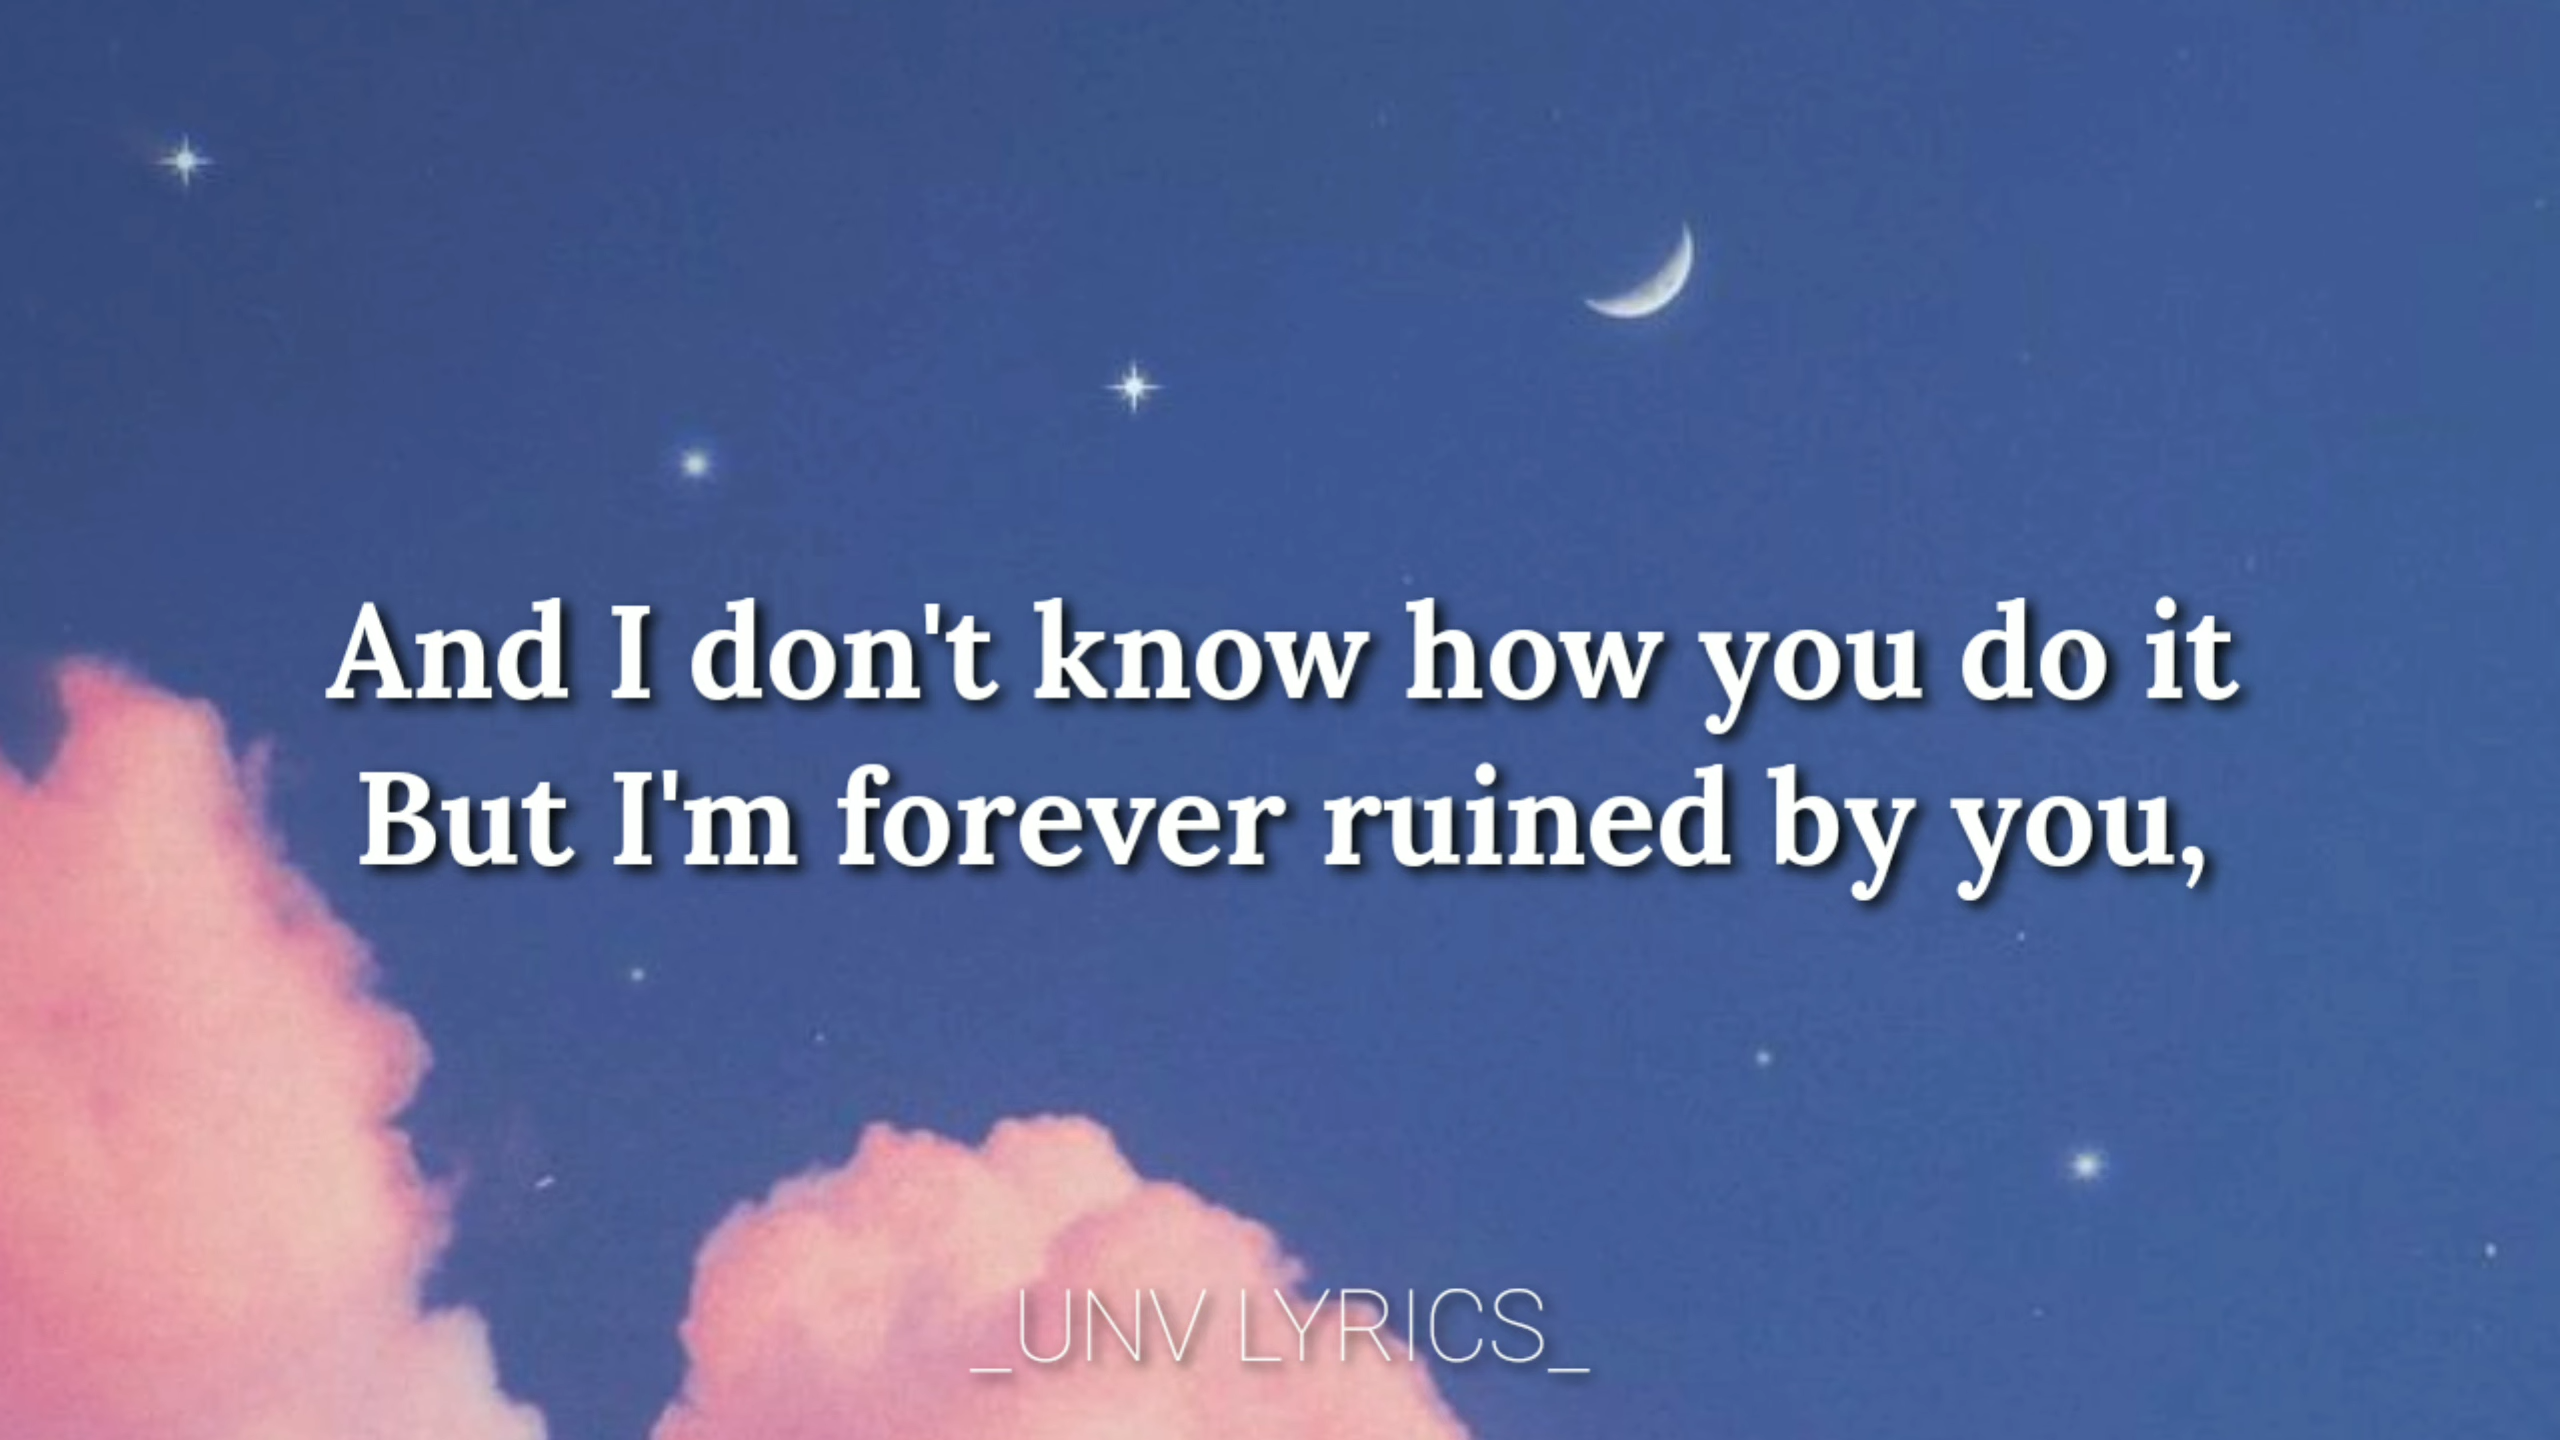 And I don't know how you do it
But I'm forever ruined by you,
_UNV LYRICS_